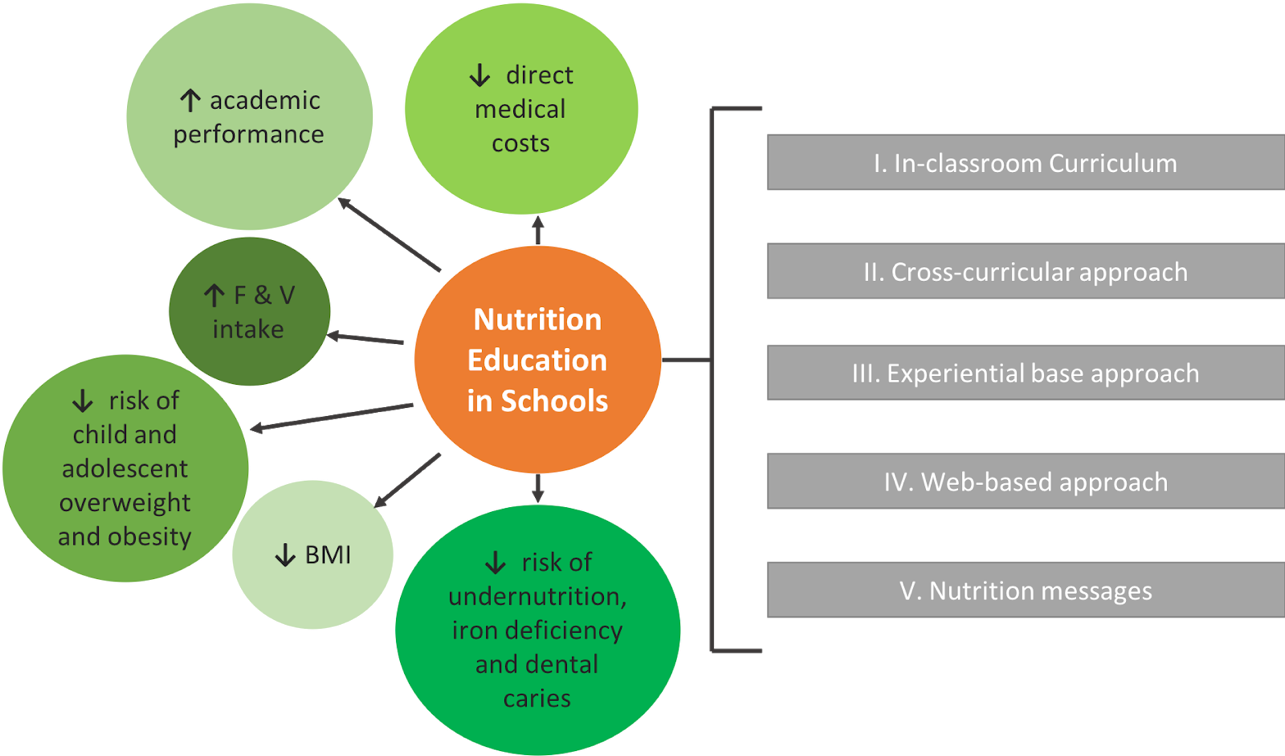 ↑ academic
performance
↓ direct
medical
costs
↑ F & V
intake
↓ risk of
child and
adolescent
overweight
and obesity
↓ BMI
↓ risk of
undernutrition,
iron deficiency
and dental
caries
Nutrition
Education
in Schools
I. In-classroom Curriculum
II. Cross-curricular approach
III. Experiential base approach
IV. Web-based approach
V. Nutrition messages